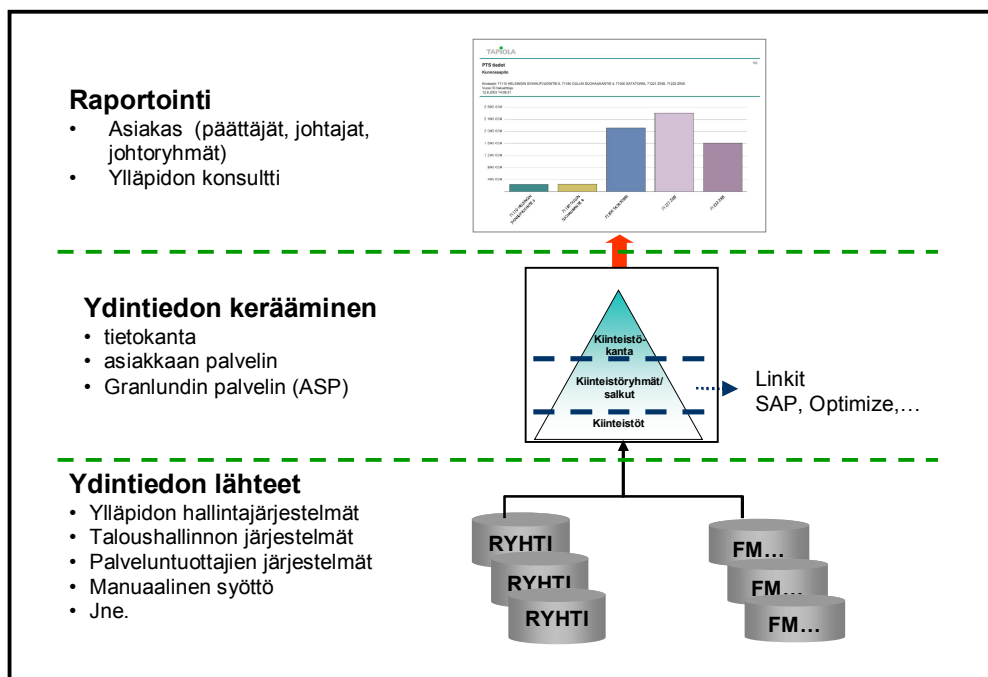 TAPIOLA
PTS tiedot
Kunnossapito
Raportointi
• Asiakas (päättäjät, johtajat,
johtoryhmät)
• Ylläpidon konsultti
Ydintiedon kerääminen
• tietokanta
• asiakkaan palvelin
• Granlundin palvelin (ASP)
Kiinteistö-
kanta
Kiinteistöryhmät/
salkut
Kiinteistöt
Linkit
SAP, Optimize,...
Ydintiedon lähteet
• Ylläpidon hallintajärjestelmät
• Taloushallinnon järjestelmät
• Palveluntuottajien järjestelmät
• Manuaalinen syöttö
• Jne.
RYHTI
RYHTI
RYHTI
FM...
FM...
FM...